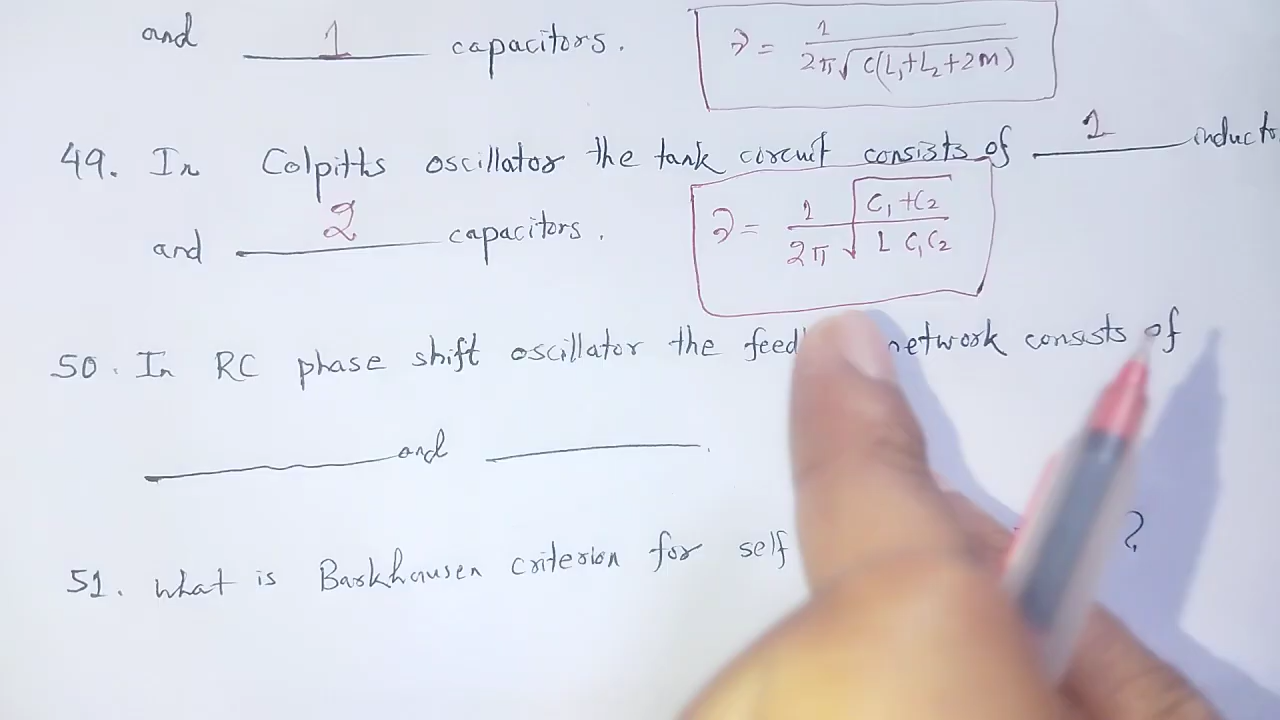 and 1 capacitors.
ν = 1 / 2π√C(L₁+L₂+2M)
49. In Colpitts oscillator the tank circuit consists of 1 inducto
and 2 capacitors.
ν = 1 / 2π √ C₁+C₂ / L C₁C₂
50. In RC phase shift oscillator the feed network consists of
and .
51. What is Barkhausen criterion for self ?